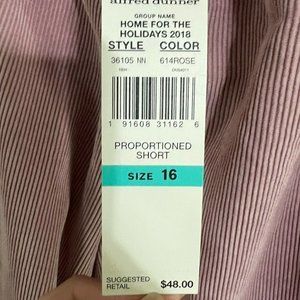 alfred dunner
GROUP NAME
HOME FOR THE
HOLIDAYS 2018
STYLE COLOR
36105 NN 614ROSE
1 91608 31162 6
PROPORTIONED
SHORT
SIZE 16
SUGGESTED
RETAIL $48.00